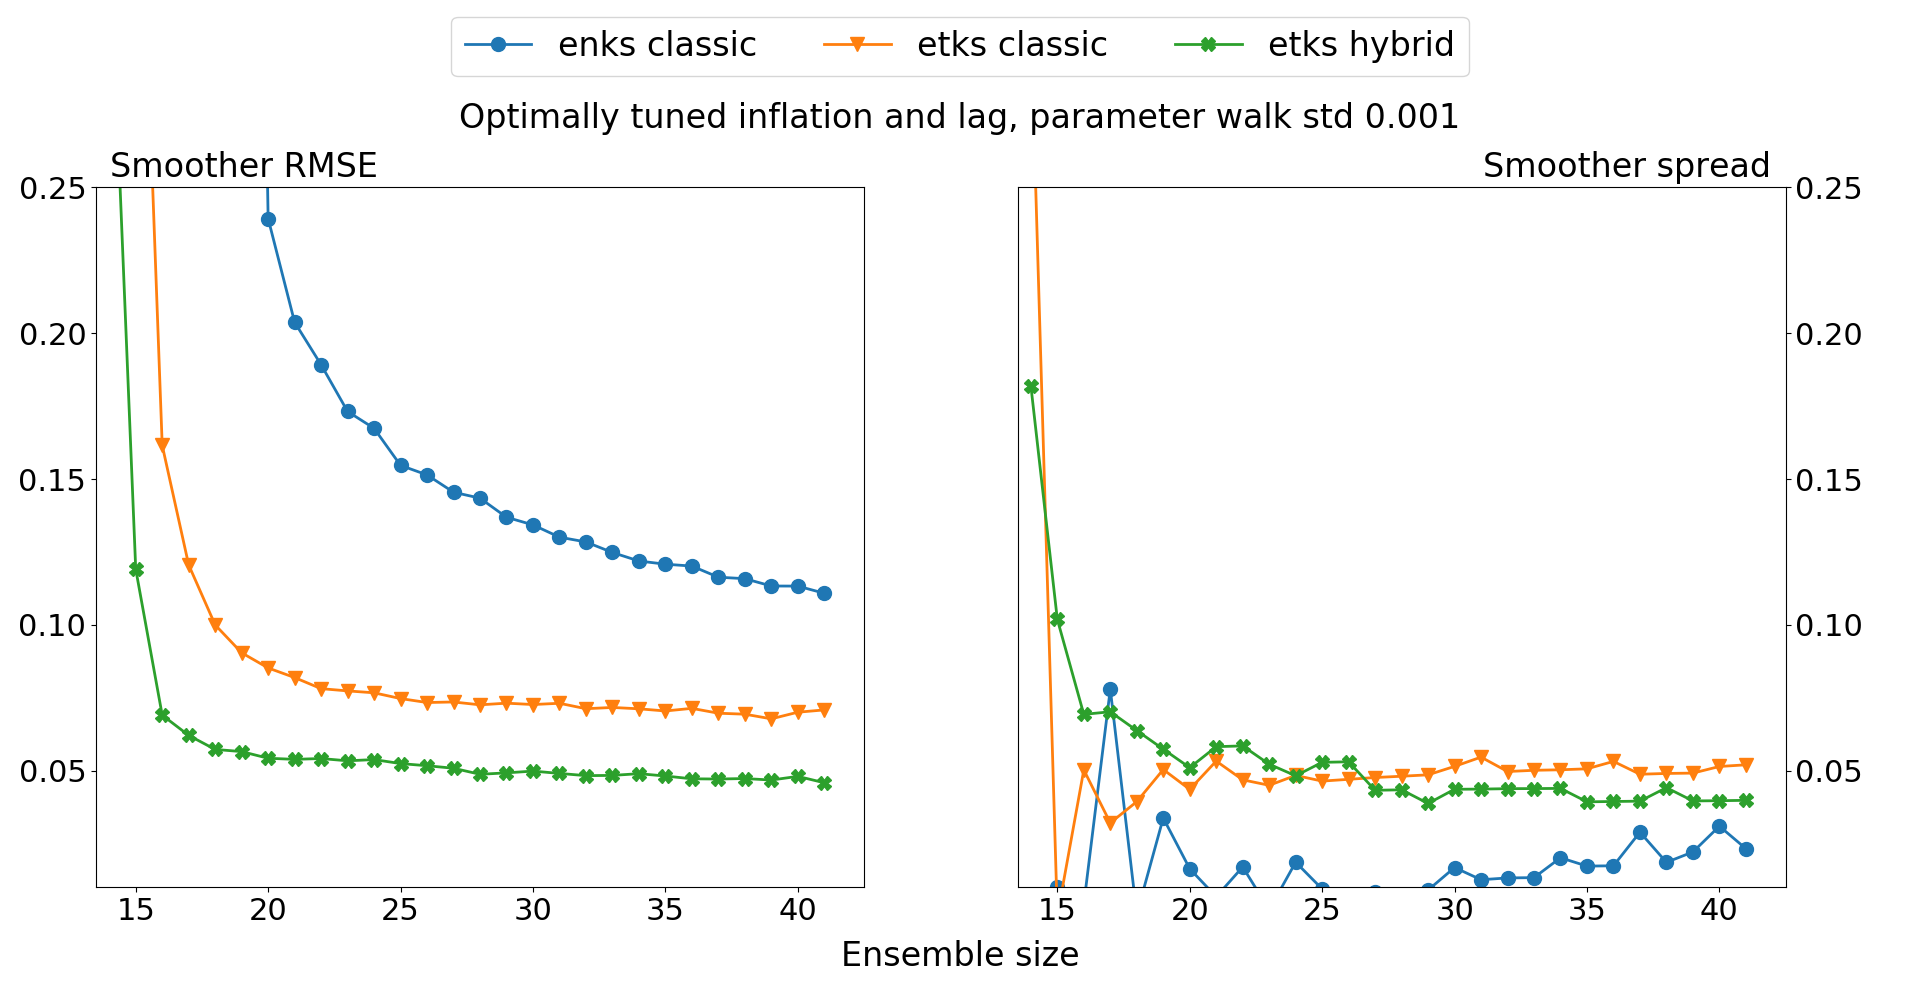 enks classic etks classic etks hybrid
Optimally tuned inflation and lag, parameter walk std 0.001
Smoother RMSE
Smoother spread
0.25
0.20
0.15
0.10
0.05
15 20 25 30 35 40
0.25
0.20
0.15
0.10
0.05
15 20 25 30 35 40
Ensemble size